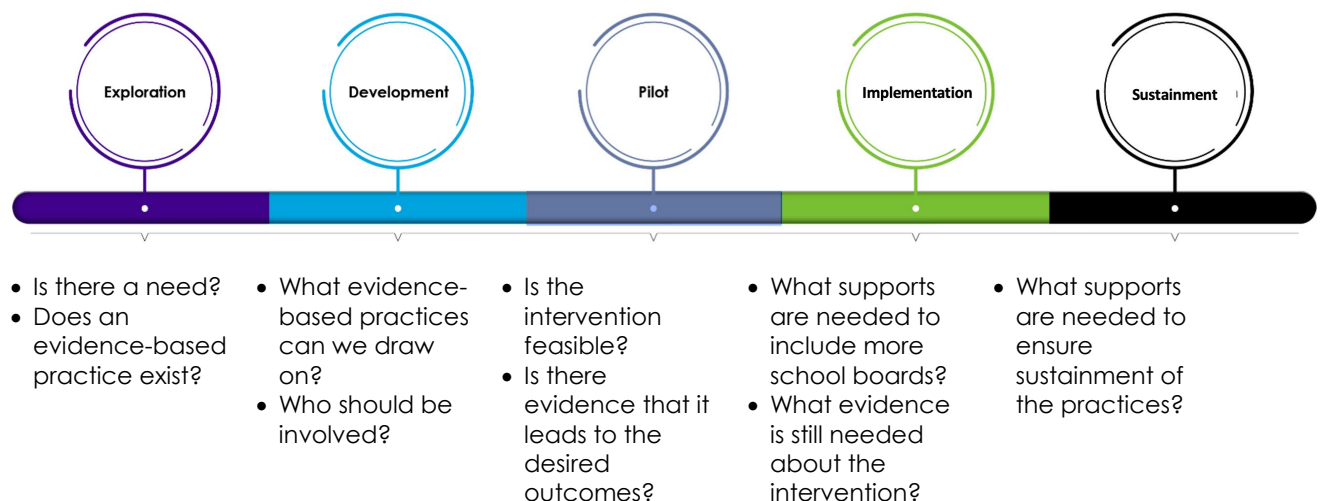 Exploration
Development
Pilot
Implementation
Sustainment
• Is there a need?
• Does an
evidence-based
practice exist?
• What evidence-
based practices
can we draw
on?
• Who should be
involved?
• Is the
intervention
feasible?
• Is there
evidence that it
leads to the
desired
outcomes?
• What supports
are needed to
include more
school boards?
• What evidence
is still needed
about the
intervention?
• What supports
are needed to
ensure
sustainment of
the practices?